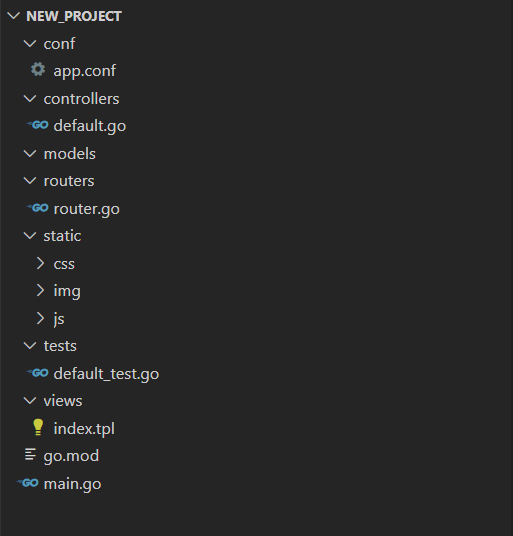 NEW_PROJECT
conf
app.conf
controllers
GO default.go
models
routers
GO router.go
static
css
img
js
tests
GO default_test.go
views
index.tpl
go.mod
GO main.go